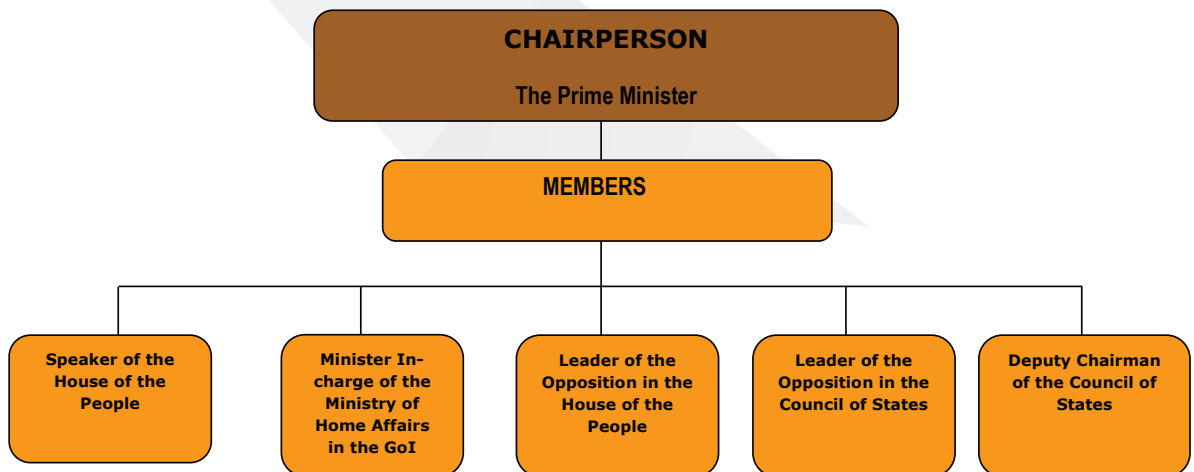 CHAIRPERSON
The Prime Minister
MEMBERS
Speaker of the
House of the
People
Minister In-
charge of the
Ministry of
Home Affairs
in the GoI
Leader of the
Opposition in the
House of the
People
Leader of the
Opposition in the
Council of States
Deputy Chairman
of the Council of
States